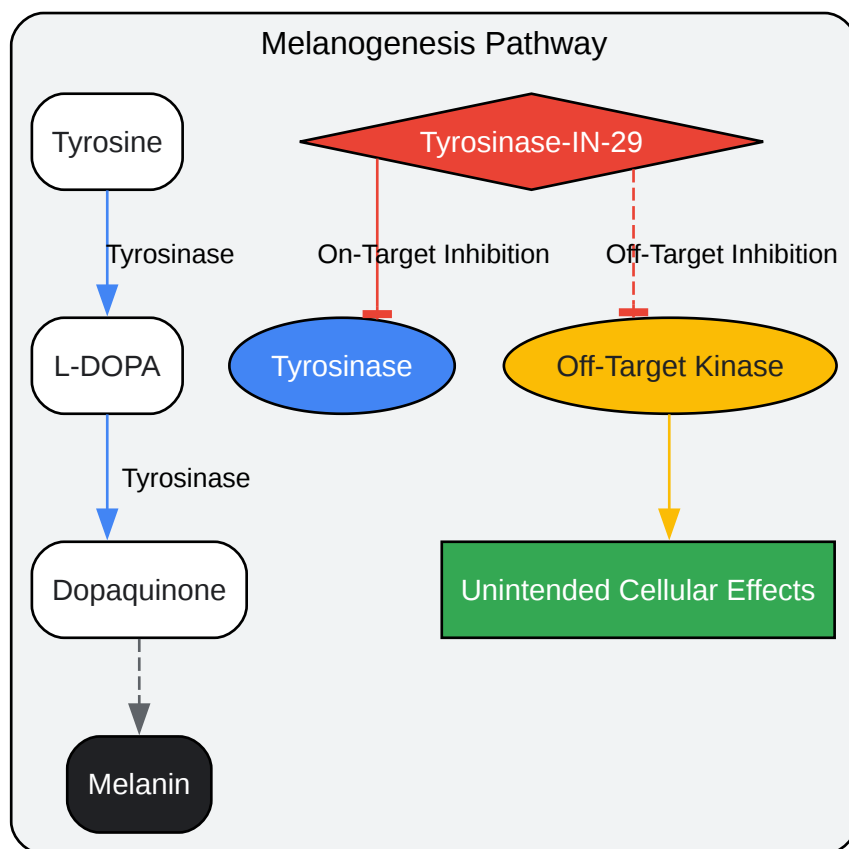 Melanogenesis Pathway
Tyrosine
Tyrosinase-IN-29
Tyrosinase
On-Target Inhibition
Off-Target Inhibition
L-DOPA
Tyrosinase
Off-Target Kinase
Tyrosinase
Dopaquinone
Unintended Cellular Effects
Melanin